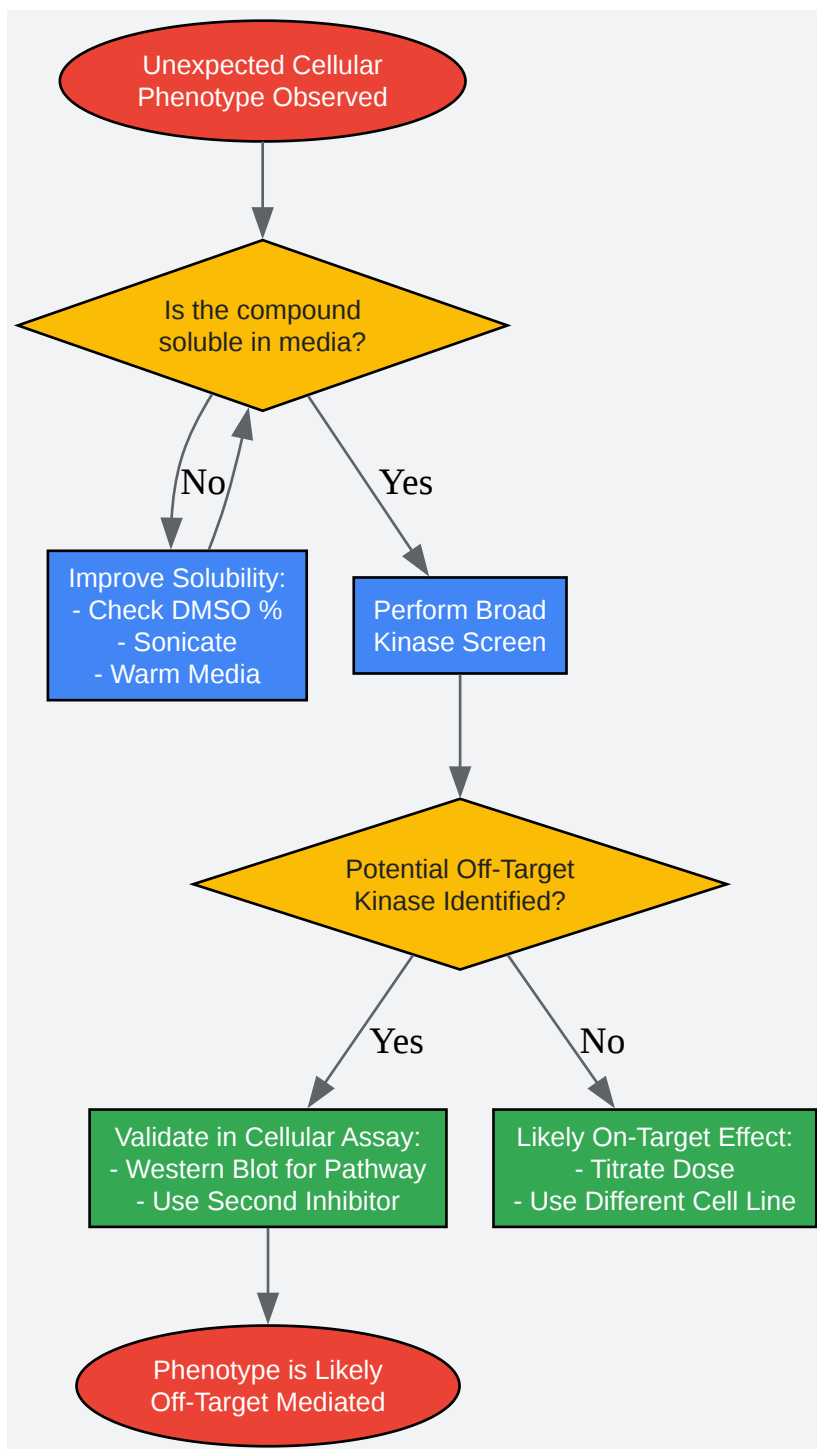 Unexpected Cellular
Phenotype Observed
Is the compound
soluble in media?
No
Yes
Improve Solubility:
- Check DMSO %
- Sonicate
- Warm Media
Perform Broad
Kinase Screen
Potential Off-Target
Kinase Identified?
Yes
No
Validate in Cellular Assay:
- Western Blot for Pathway
- Use Second Inhibitor
Likely On-Target Effect:
- Titrate Dose
- Use Different Cell Line
Phenotype is Likely
Off-Target Mediated